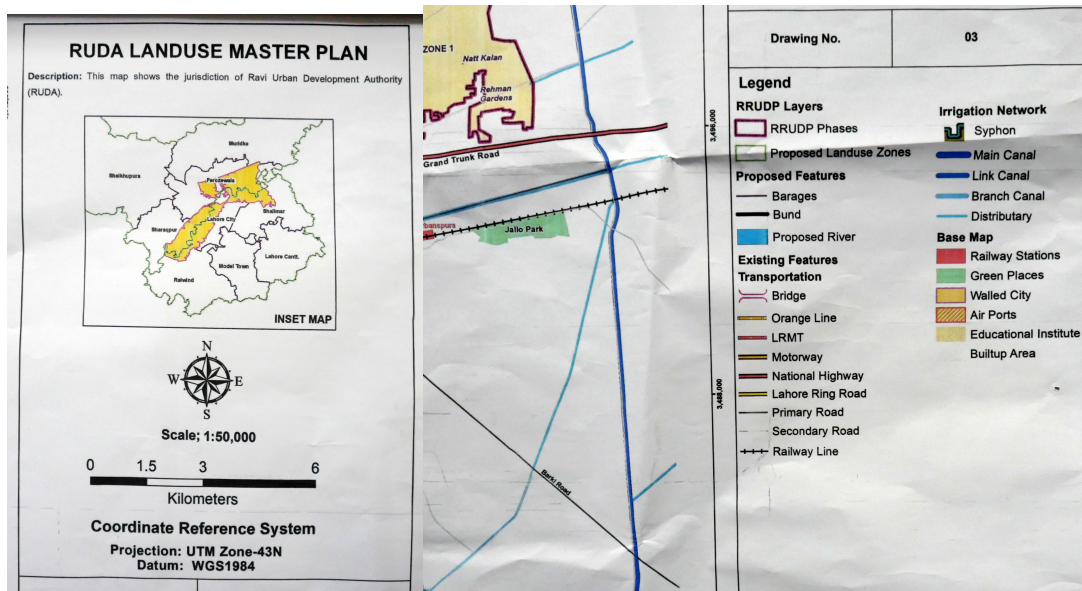 RUDA LANDUSE MASTER PLAN
Description: This map shows the jurisdiction of Ravi Urban Development Authority
(RUDA).
Muridke
Sheikhupura
Ferozewala
Sharaqpur
Lahore City
Shalimar
Model Town
Lahore Cantt.
Raiwind
INSET MAP
N
W
E
S
Scale; 1:50,000
0 1.5 3 6
Kilometers
Coordinate Reference System
Projection: UTM Zone-43N
Datum: WGS1984
ZONE 1
Natt Kalan
Rehman
Gardens
Grand Trunk Road
Jallo Park
Barki Road
3,496,000
3,488,000
Drawing No.
03
Legend
RRUDP Layers
RRUDP Phases
Proposed Landuse Zones
Proposed Features
Barages
Bund
Proposed River
Existing Features
Transportation
Bridge
Orange Line
LRMT
Motorway
National Highway
Lahore Ring Road
Primary Road
Secondary Road
Railway Line
Irrigation Network
Syphon
Main Canal
Link Canal
Branch Canal
Distributary
Base Map
Railway Stations
Green Places
Walled City
Air Ports
Educational Institute
Builtup Area